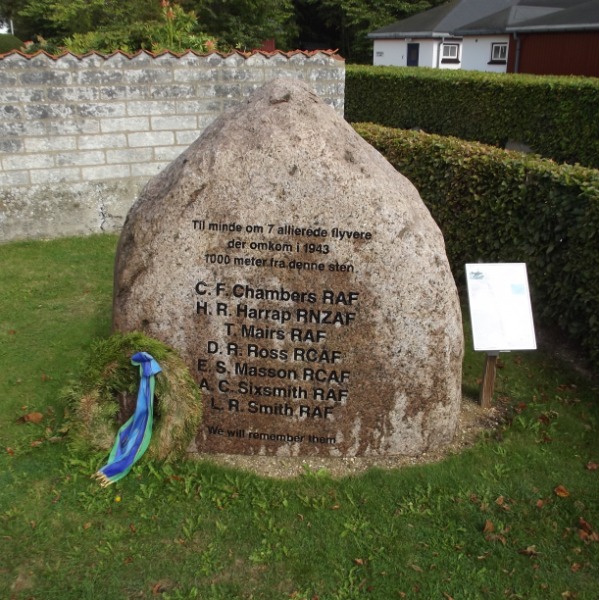 Til minde om 7 allierede flyvere
der omkom i 1943
1000 meter fra denne sten
C. F. Chambers RAF
H. R. Harrap RNZAF
T. Mairs RAF
D. R. Ross RCAF
E. S. Masson RCAF
A. C. Sixsmith RAF
L. R. Smith RAF
We will remember them